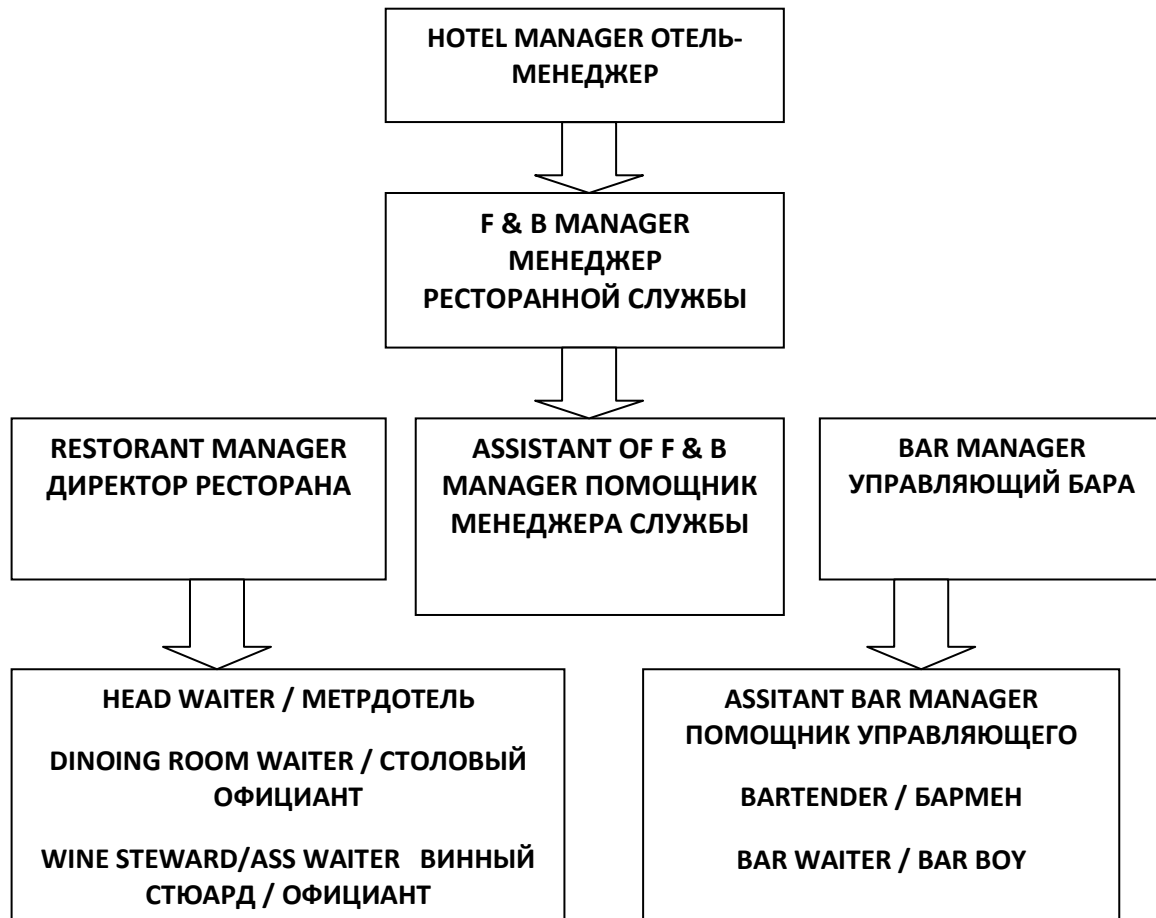 HOTEL MANAGER ОТЕЛЬ-
МЕНЕДЖЕР
F & B MANAGER
МЕНЕДЖЕР
РЕСТОРАННОЙ СЛУЖБЫ
RESTORANT MANAGER
ДИРЕКТОР РЕСТОРАНА
ASSISTANT OF F & B
MANAGER ПОМОЩНИК
МЕНЕДЖЕРА СЛУЖБЫ
BAR MANAGER
УПРАВЛЯЮЩИЙ БАРА
HEAD WAITER / МЕТРДОТЕЛЬ
DINOING ROOM WAITER / СТОЛОВЫЙ
ОФИЦИАНТ
WINE STEWARD/ASS WAITER ВИННЫЙ
СТЮАРД / ОФИЦИАНТ
ASSITANT BAR MANAGER
ПОМОЩНИК УПРАВЛЯЮЩЕГО
BARTENDER / БАРМЕН
BAR WAITER / BAR BOY